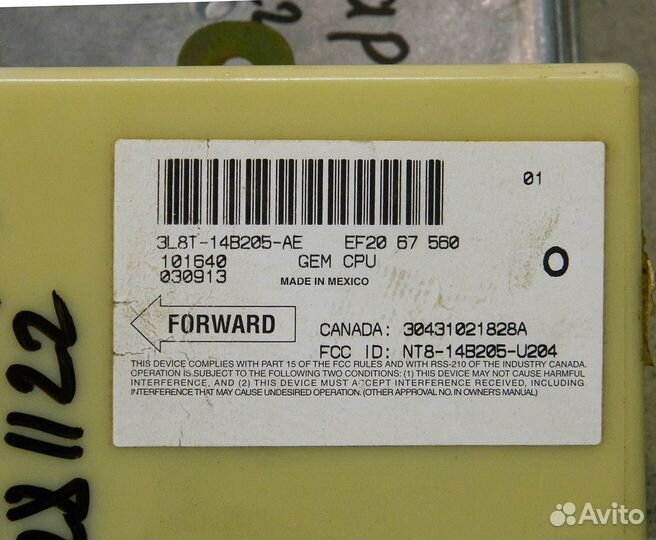 3L8T-14B205-AE EF20 67 560
01
101640 GEM CPU
030913
MADE IN MEXICO
O
FORWARD
CANADA: 30431021828A
FCC ID: NT8-14B205-U204
THIS DEVICE COMPLIES WITH PART 15 OF THE FCC RULES AND WITH RSS-210 OF THE INDUSTRY CANADA.
OPERATION IS SUBJECT TO THE FOLLOWING TWO CONDITIONS: (1) THIS DEVICE MAY NOT CAUSE HARMFUL
INTERFERENCE, AND (2) THIS DEVICE MUST ACCEPT INTERFERENCE RECEIVED, INCLUDING
INTERFERENCE THAT MAY CAUSE UNDESIRED OPERATION. (OTHER APPROVAL NO. IN OWNER'S MANUAL)
1122
Avito